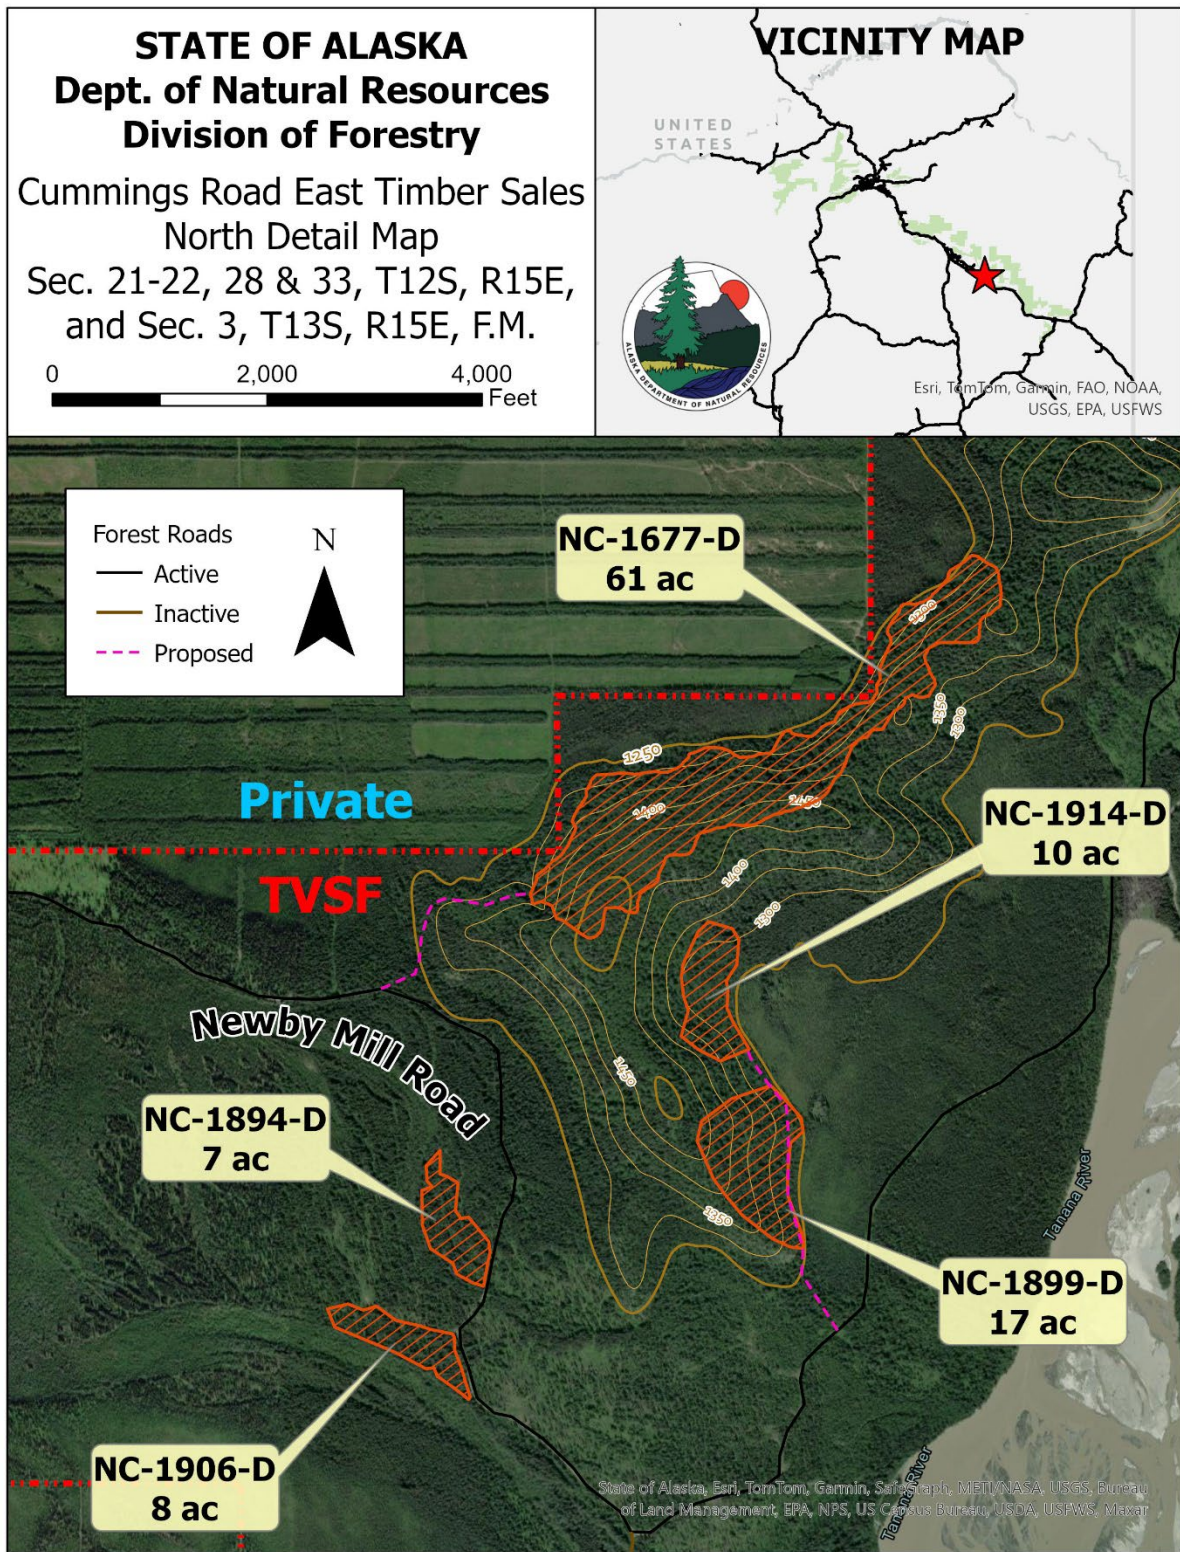 STATE OF ALASKA
Dept. of Natural Resources
Division of Forestry
Cummings Road East Timber Sales
North Detail Map
Sec. 21-22, 28 & 33, T12S, R15E,
and Sec. 3, T13S, R15E, F.M.
0 2,000 4,000
Feet
VICINITY MAP
UNITED
STATES
ALASKA DEPARTMENT OF NATURAL RESOURCES
Esri, TomTom, Garmin, FAO, NOAA,
USGS, EPA, USFWS
Forest Roads
Active
Inactive
Proposed
N
NC-1677-D
61 ac
1300
1350
1300
1250
1400
1450
Private
TVSF
NC-1914-D
10 ac
1400
1300
Newby Mill Road
1450
NC-1894-D
7 ac
1350
Tanana River
NC-1899-D
17 ac
NC-1906-D
8 ac
Tanana River
State of Alaska, Esri, TomTom, Garmin, SafeGraph, METI/NASA, USGS, Bureau
of Land Management, EPA, NPS, US Census Bureau, USDA, USFWS, Maxar